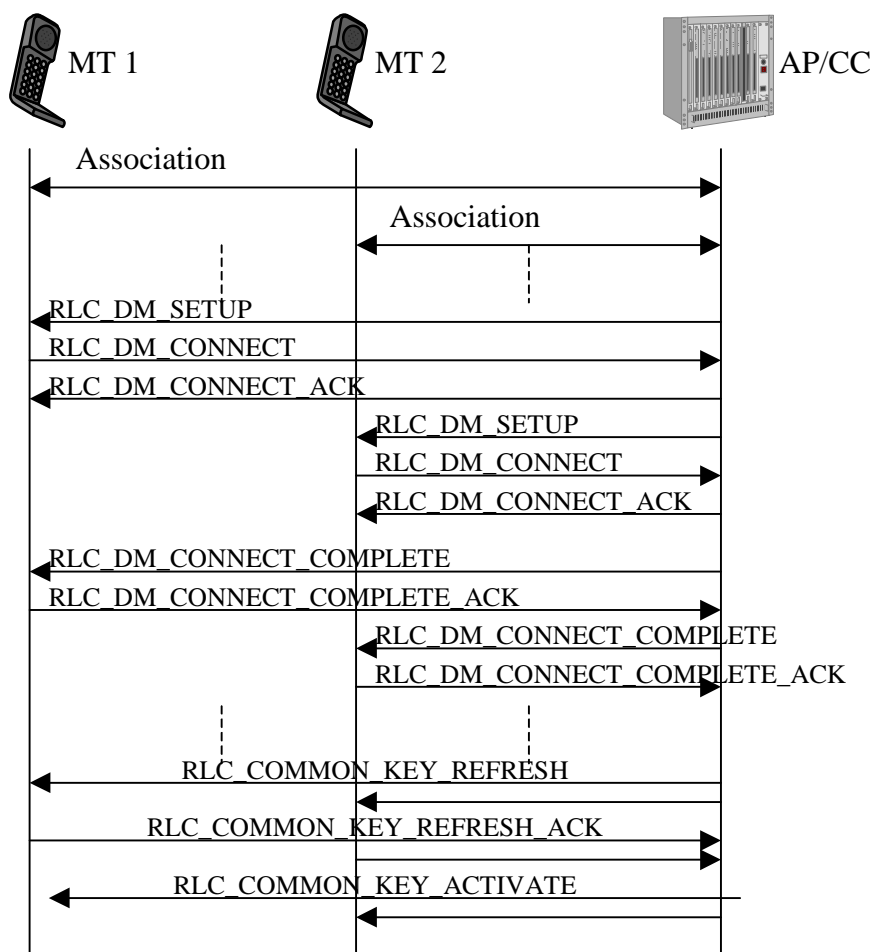 MT 1
MT 2
AP/CC
Association
Association
RLC_DM_SETUP
RLC_DM_CONNECT
RLC_DM_CONNECT_ACK
RLC_DM_SETUP
RLC_DM_CONNECT
RLC_DM_CONNECT_ACK
RLC_DM_CONNECT_COMPLETE
RLC_DM_CONNECT_COMPLETE_ACK
RLC_DM_CONNECT_COMPLETE
RLC_DM_CONNECT_COMPLETE_ACK
RLC_COMMON_KEY_REFRESH
RLC_COMMON_KEY_REFRESH_ACK
RLC_COMMON_KEY_ACTIVATE